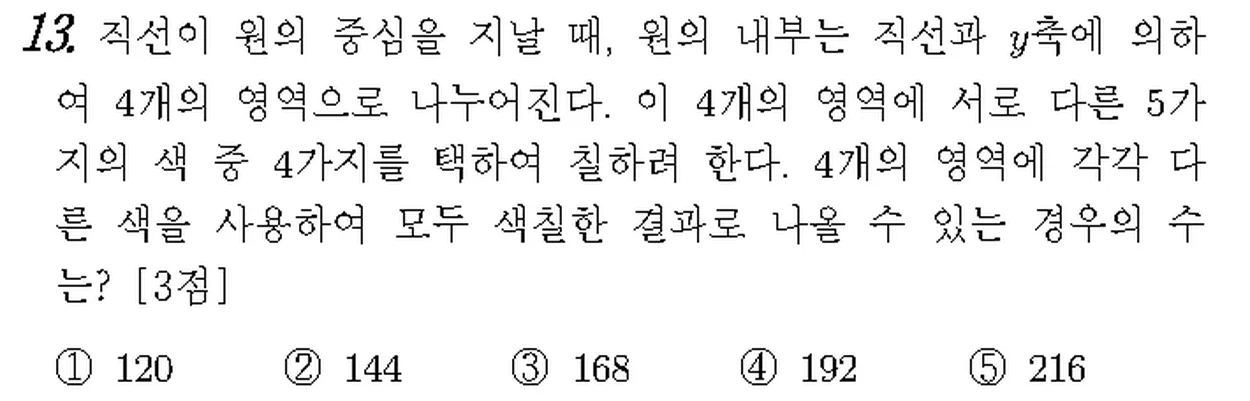 13. 직선이 원의 중심을 지날 때, 원의 내부는 직선과 y축에 의하
여 4개의 영역으로 나누어진다. 이 4개의 영역에 서로 다른 5가
지의 색 중 4가지를 택하여 칠하려 한다. 4개의 영역에 각각 다
른 색을 사용하여 모두 색칠한 결과로 나올 수 있는 경우의 수
는? [3점]
① 120 ② 144 ③ 168 ④ 192 ⑤ 216